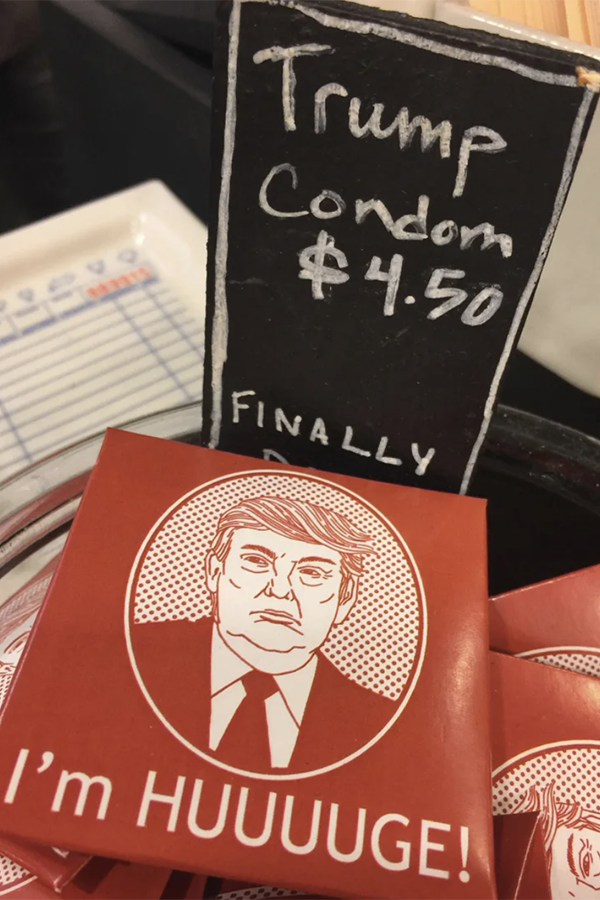 Trump
Condom
$4.50
FINALLY
I'm HUUUUGE!